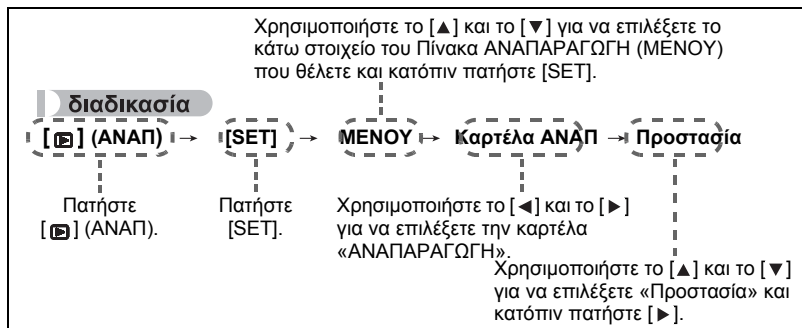 Χρησιμοποιήστε το [▲] και το [▼] για να επιλέξετε το
κάτω στοιχείο του Πίνακα ΑΝΑΠΑΡΑΓΩΓΗ (ΜΕΝΟΥ)
που θέλετε και κατόπιν πατήστε [SET].
διαδικασία
[▶] (ΑΝΑΠ) → [SET] → ΜΕΝΟΥ → Καρτέλα ΑΝΑΠ → Προστασία
Πατήστε
[▶] (ΑΝΑΠ).
Πατήστε
[SET].
Χρησιμοποιήστε το [◀] και το [▶]
για να επιλέξετε την καρτέλα
«ΑΝΑΠΑΡΑΓΩΓΗ».
Χρησιμοποιήστε το [▲] και το [▼]
για να επιλέξετε «Προστασία» και
κατόπιν πατήστε [▶].